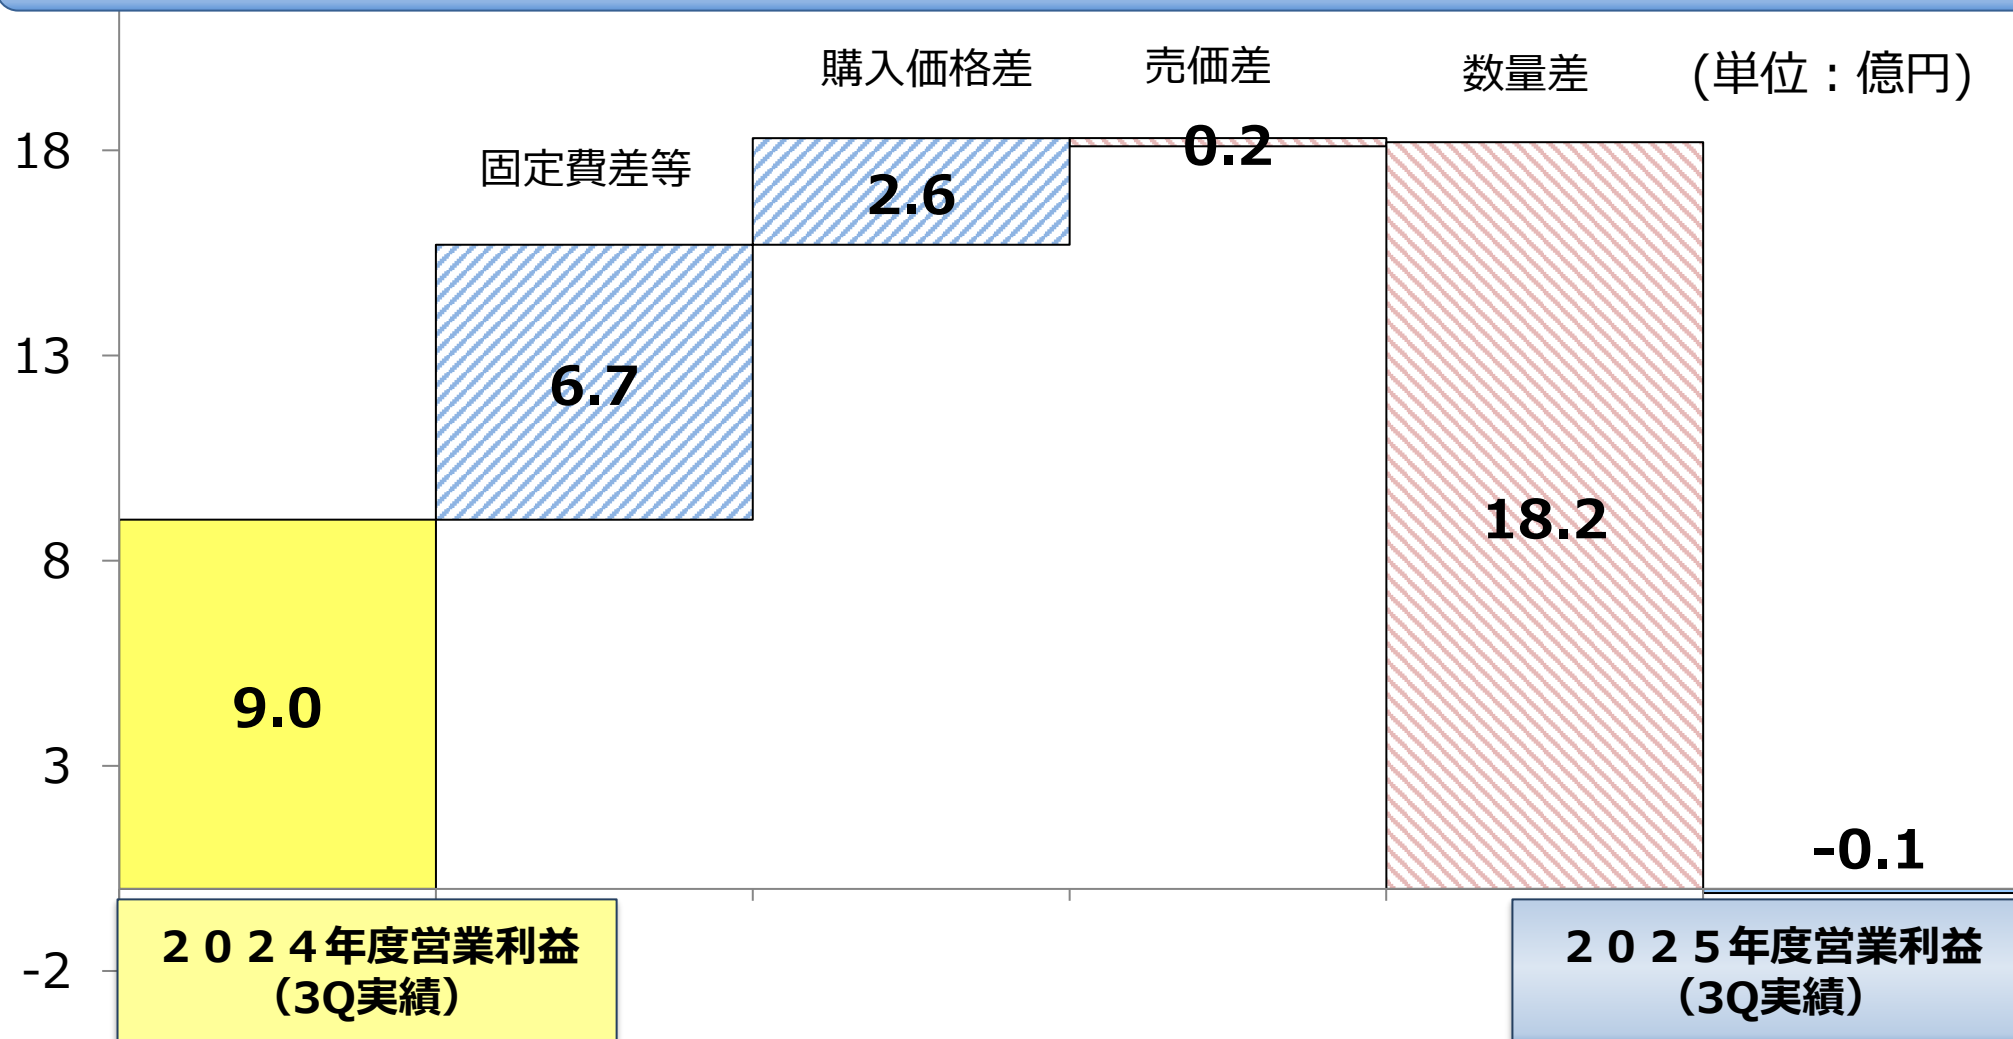 購入価格差
売価差
数量差
(単位：億円)
固定費差等
18
13
8
3
-2
9.0
6.7
2.6
0.2
18.2
-0.1
２０２４年度営業利益
（3Q実績）
２０２５年度営業利益
（3Q実績）